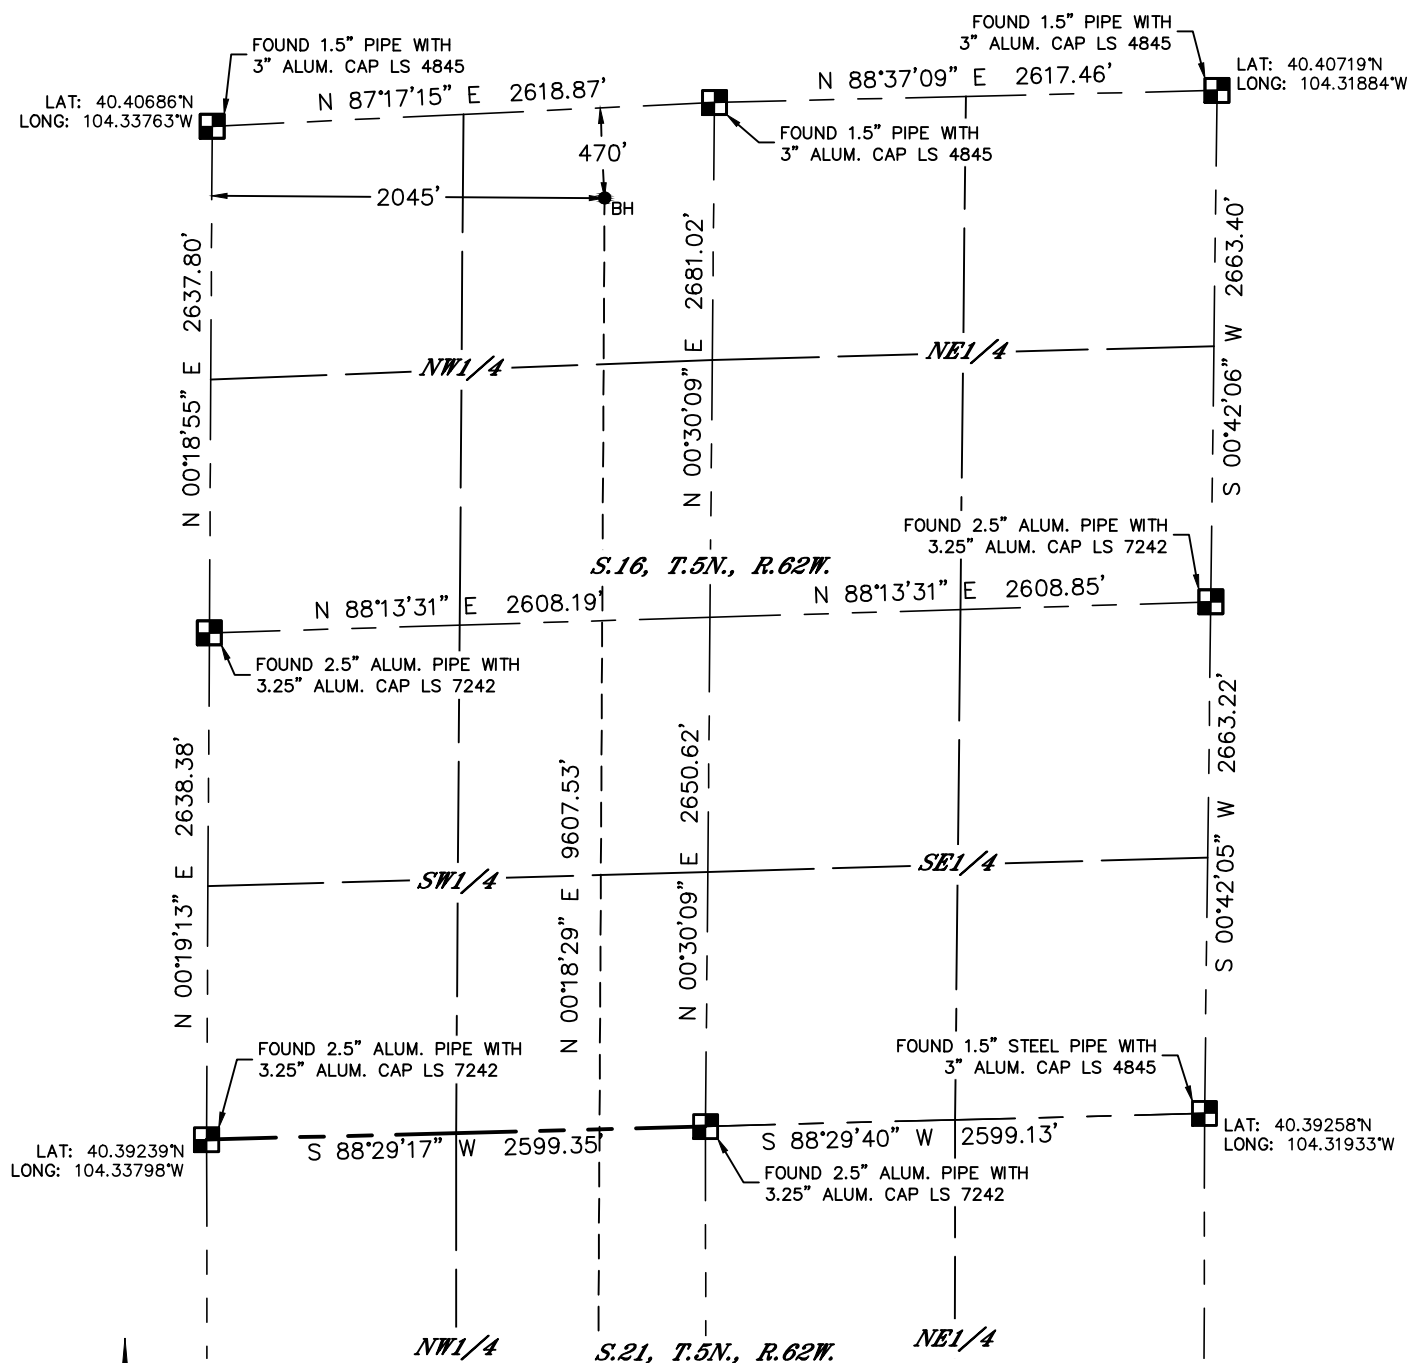 FOUND 1.5" PIPE WITH
3" ALUM. CAP LS 4845
FOUND 1.5" PIPE WITH
3" ALUM. CAP LS 4845
LAT: 40.40686°N
LONG: 104.33763°W
N 87°17'15" E 2618.87'
N 88°37'09" E 2617.46'
LAT: 40.40719°N
LONG: 104.31884°W
FOUND 1.5" PIPE WITH
3" ALUM. CAP LS 4845
470'
2045'
BH
N 00°18'55" E 2637.80'
N 00°30'09" E 2681.02'
S 00°42'06" W 2663.40'
NW1/4
NE1/4
FOUND 2.5" ALUM. PIPE WITH
3.25" ALUM. CAP LS 7242
S.16, T.5N., R.62W.
N 88°13'31" E 2608.19'
N 88°13'31" E 2608.85'
FOUND 2.5" ALUM. PIPE WITH
3.25" ALUM. CAP LS 7242
N 00°19'13" E 2638.38'
N 00°18'29" E 9607.53'
N 00°30'09" E 2650.62'
S 00°42'05" W 2663.22'
SW1/4
SE1/4
FOUND 2.5" ALUM. PIPE WITH
3.25" ALUM. CAP LS 7242
FOUND 1.5" STEEL PIPE WITH
3" ALUM. CAP LS 4845
LAT: 40.39239°N
LONG: 104.33798°W
S 88°29'17" W 2599.35'
S 88°29'40" W 2599.13'
LAT: 40.39258°N
LONG: 104.31933°W
FOUND 2.5" ALUM. PIPE WITH
3.25" ALUM. CAP LS 7242
NW1/4
S.21, T.5N., R.62W.
NE1/4